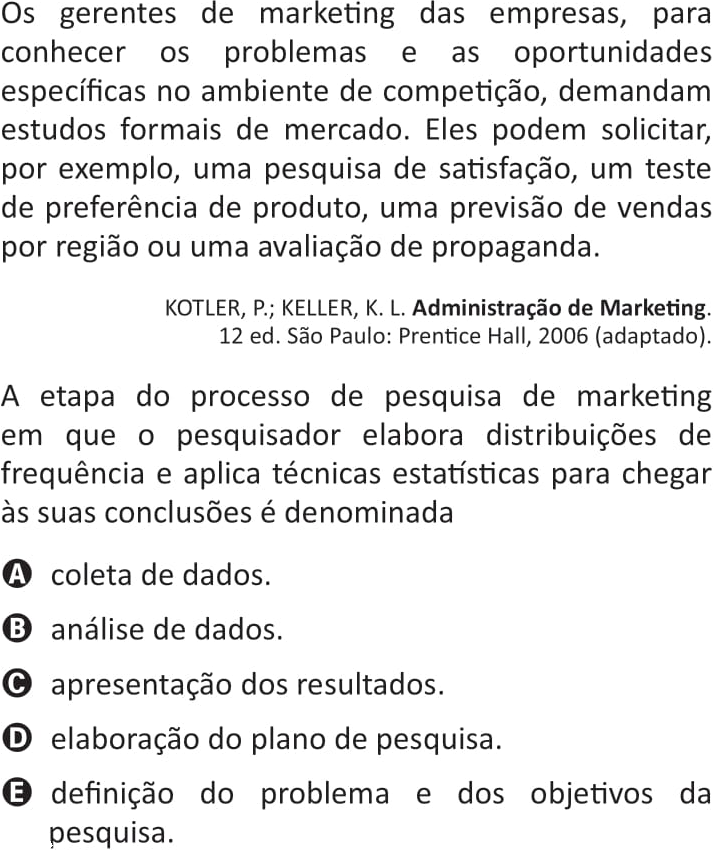 Os gerentes de marketing das empresas, para
conhecer os problemas e as oportunidades
específicas no ambiente de competição, demandam
estudos formais de mercado. Eles podem solicitar,
por exemplo, uma pesquisa de satisfação, um teste
de preferência de produto, uma previsão de vendas
por região ou uma avaliação de propaganda.
KOTLER, P.; KELLER, K. L. Administração de Marketing.
12 ed. São Paulo: Prentice Hall, 2006 (adaptado).
A etapa do processo de pesquisa de marketing
em que o pesquisador elabora distribuições de
frequência e aplica técnicas estatísticas para chegar
às suas conclusões é denominada
A coleta de dados.
B análise de dados.
C apresentação dos resultados.
D elaboração do plano de pesquisa.
E definição do problema e dos objetivos da
pesquisa.